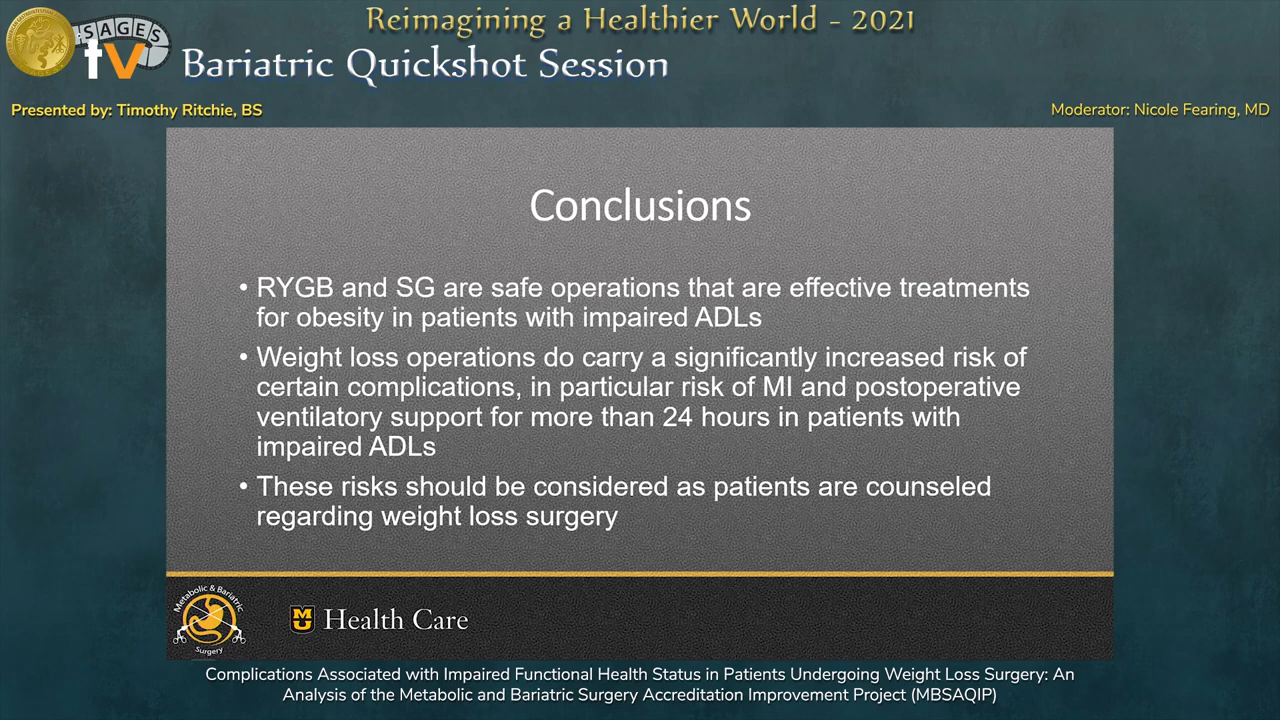 Reimagining a Healthier World - 2021
SAGES
tv
Bariatric Quickshot Session
Presented by: Timothy Ritchie, BS
Moderator: Nicole Fearing, MD
Conclusions
• RYGB and SG are safe operations that are effective treatments
for obesity in patients with impaired ADLs
• Weight loss operations do carry a significantly increased risk of
certain complications, in particular risk of MI and postoperative
ventilatory support for more than 24 hours in patients with
impaired ADLs
• These risks should be considered as patients are counseled
regarding weight loss surgery
Metabolic & Bariatric
Surgery
MU Health Care
Complications Associated with Impaired Functional Health Status in Patients Undergoing Weight Loss Surgery: An
Analysis of the Metabolic and Bariatric Surgery Accreditation Improvement Project (MBSAQIP)